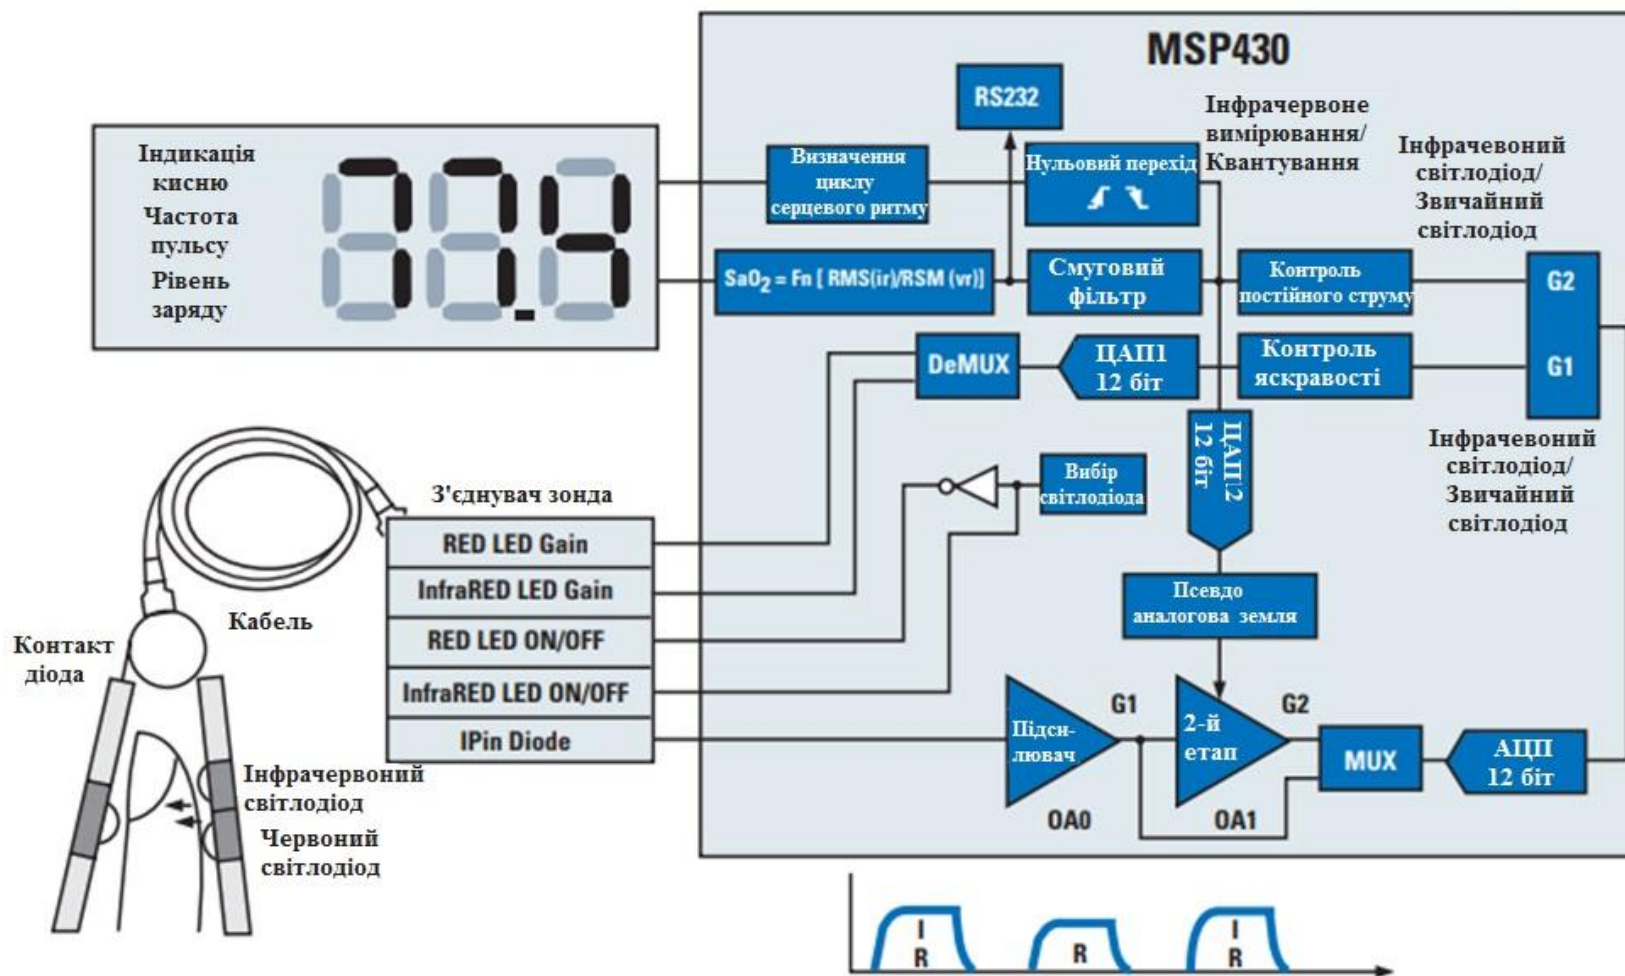 MSP430
RS232
Інфрачервоне
вимірювання/
Квантування
Інфрачевоний
світлодіод/
Звичайний
світлодіод
Індикація
кисню
Частота
пульсу
Рівень
заряду
77.4
Визначення
циклу
серцевого ритму
Нульовий перехід
SaO2 = Fn [ RMS(ir)/RSM (vr)]
Смуговий
фільтр
Контроль
постійного струму
G2
G1
DeMUX
ЦАП1
12 біт
Контроль
яскравості
ЦАП2
12 біт
Інфрачевоний
світлодіод/
Звичайний
світлодіод
Вибір
світлодіода
З'єднувач зонда
RED LED Gain
InfraRED LED Gain
RED LED ON/OFF
InfraRED LED ON/OFF
IPin Diode
Кабель
Контакт
діода
Інфрачервоний
світлодіод
Червоний
світлодіод
Псевдо
аналогова земля
Підси-
лювач
G1
OA0
2-й
етап
G2
OA1
MUX
АЦП
12 біт
I
R
R
I
R